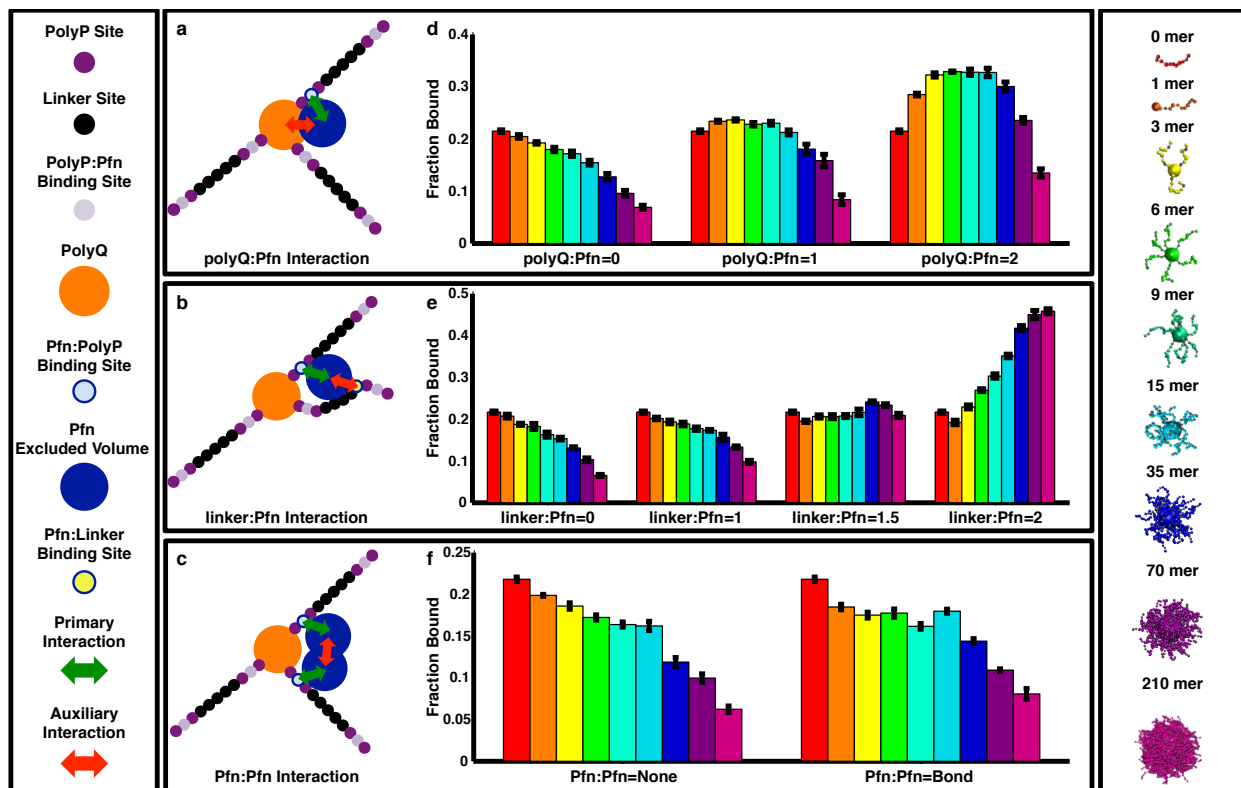 PolyP Site
Linker Site
PolyP:Pfn
Binding Site
PolyQ
Pfn:PolyP
Binding Site
Pfn
Excluded Volume
Pfn:Linker
Binding Site
Primary
Interaction
Auxiliary
Interaction
a
polyQ:Pfn Interaction
b
linker:Pfn Interaction
c
Pfn:Pfn Interaction
d
Fraction Bound
0.4
0.3
0.2
0.1
0
polyQ:Pfn=0
polyQ:Pfn=1
polyQ:Pfn=2
e
Fraction Bound
0.5
0.4
0.3
0.2
0.1
0
linker:Pfn=0
linker:Pfn=1
linker:Pfn=1.5
linker:Pfn=2
f
Fraction Bound
0.25
0.2
0.15
0.1
0.05
0
Pfn:Pfn=None
Pfn:Pfn=Bond
0 mer
1 mer
3 mer
6 mer
9 mer
15 mer
35 mer
70 mer
210 mer